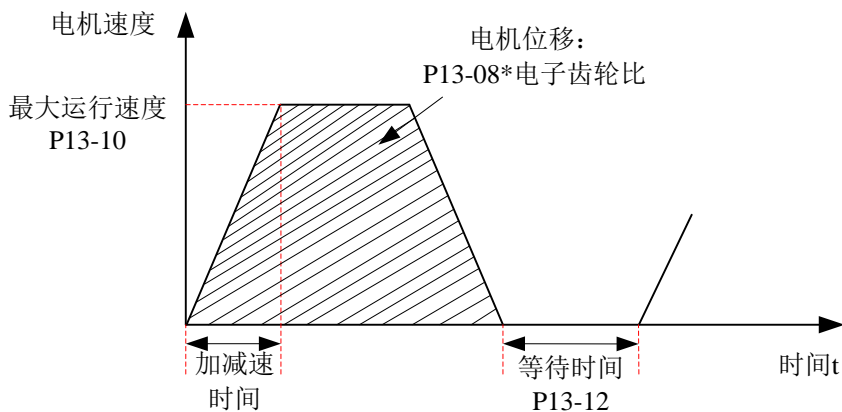 电机速度
电机位移：
P13-08*电子齿轮比
最大运行速度
P13-10
加减速
时间
等待时间
P13-12
时间t